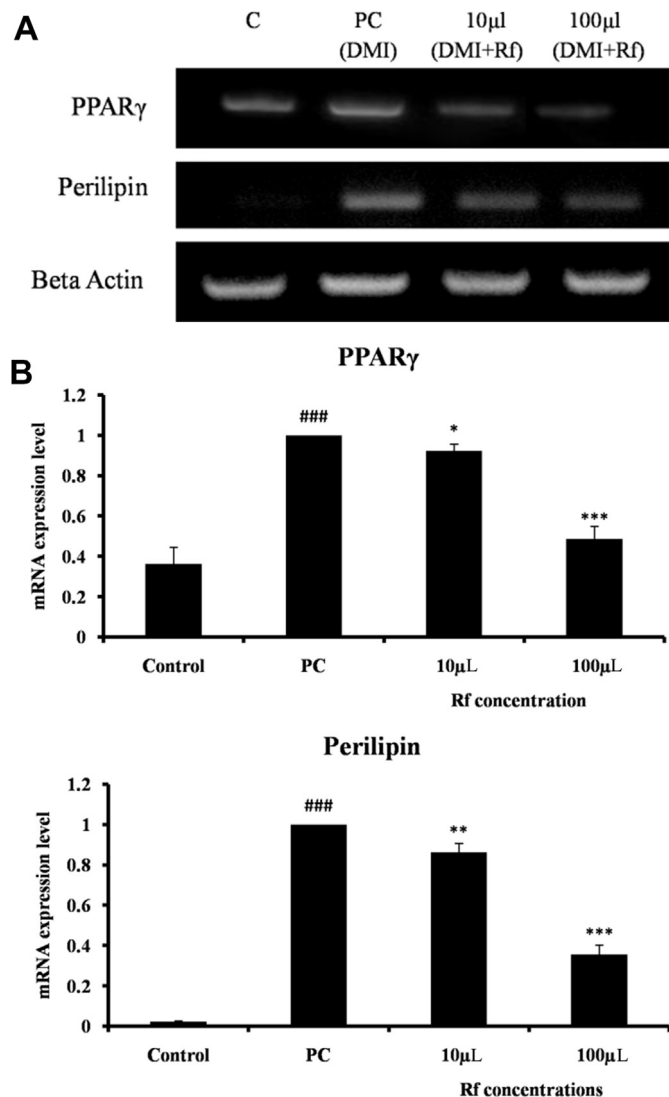 A
C PC 10µl 100µl
(DMI) (DMI+Rf) (DMI+Rf)
PPARγ
Perilipin
Beta Actin
B
PPARγ
mRNA expression level
1.2
1
0.8
0.6
0.4
0.2
0
###
*
***
Control PC 10µL 100µL
Rf concentration
Perilipin
mRNA expression level
1.2
1
0.8
0.6
0.4
0.2
0
###
**
***
Control PC 10µL 100µL
Rf concentrations